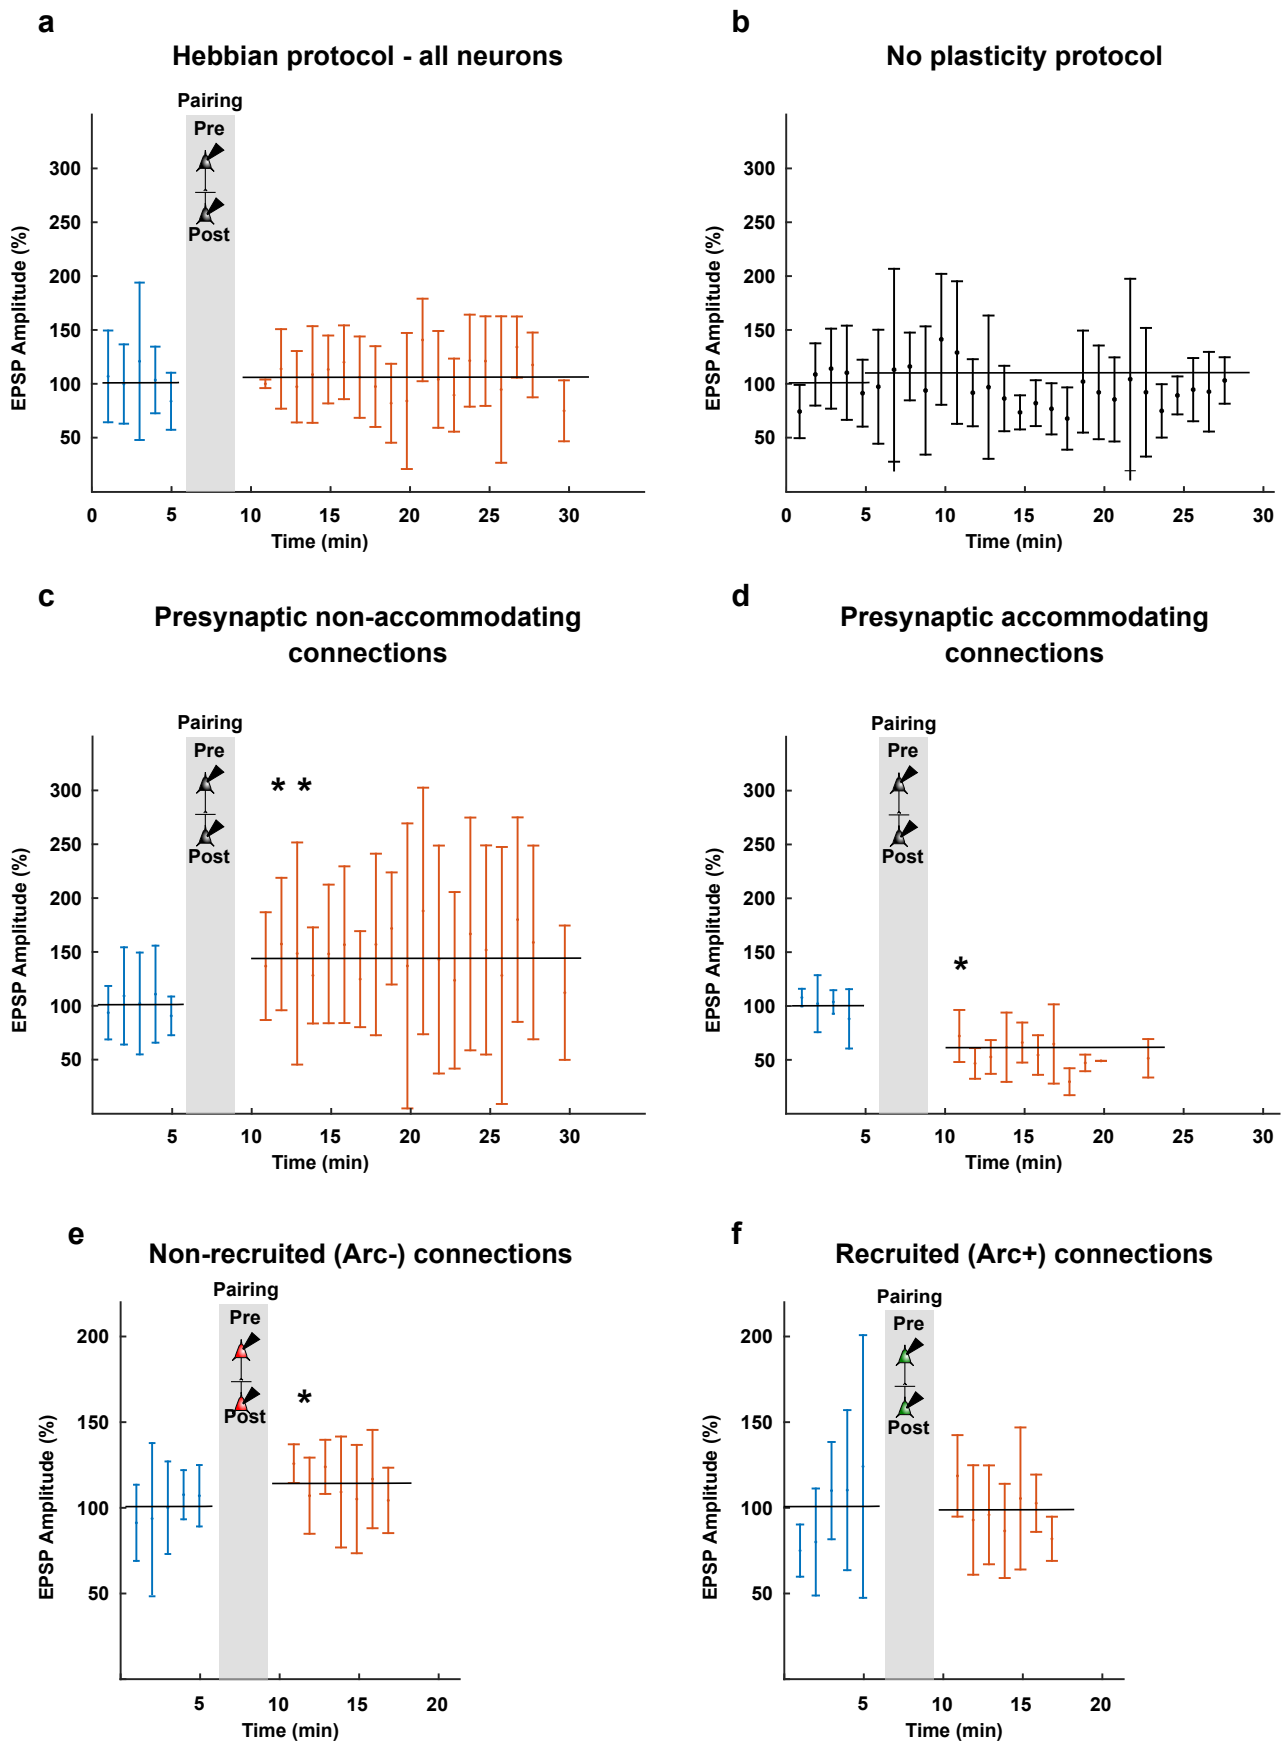 a
Hebbian protocol - all neurons
Pairing
Pre
Post
300
250
200
150
100
50
EPSP Amplitude (%)
0 5 10 15 20 25 30
Time (min)
b
No plasticity protocol
300
250
200
150
100
50
EPSP Amplitude (%)
0 5 10 15 20 25 30
Time (min)
c
Presynaptic non-accommodating
connections
Pairing
Pre
Post
* *
300
250
200
150
100
50
EPSP Amplitude (%)
5 10 15 20 25 30
Time (min)
d
Presynaptic accommodating
connections
Pairing
Pre
Post
*
300
250
200
150
100
50
EPSP Amplitude (%)
5 10 15 20 25 30
Time (min)
e
Non-recruited (Arc-) connections
Pairing
Pre
Post
*
200
150
100
50
EPSP Amplitude (%)
5 10 15 20
Time (min)
f
Recruited (Arc+) connections
Pairing
Pre
Post
200
150
100
50
EPSP Amplitude (%)
5 10 15 20
Time (min)